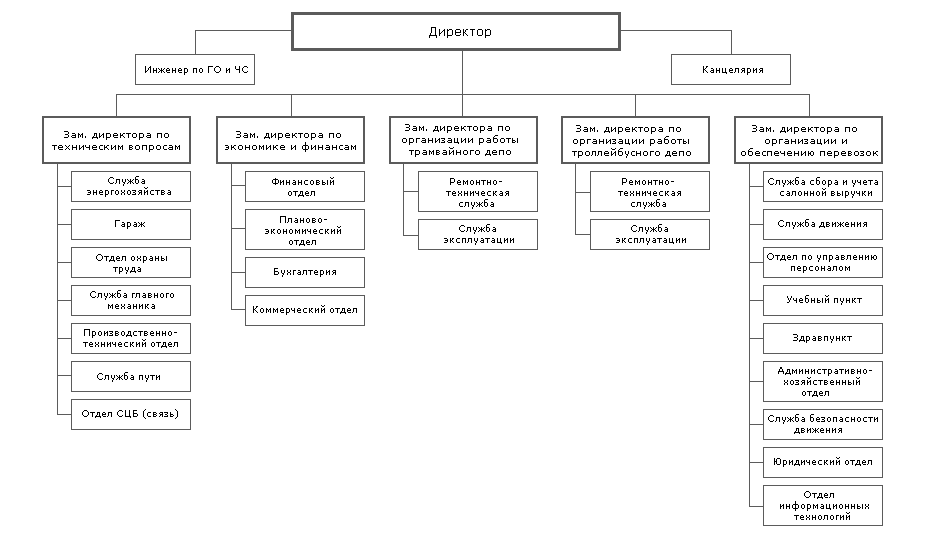 Директор
Инженер по ГО и ЧС
Канцелярия
Зам. директора по
техническим вопросам
Служба
энергохозяйства
Гараж
Отдел охраны
труда
Служба главного
механика
Производственно-
технический отдел
Служба пути
Отдел СЦБ (связь)
Зам. директора по
экономике и финансам
Финансовый
отдел
Планово-
экономический
отдел
Бухгалтерия
Коммерческий отдел
Зам. директора по
организации работы
трамвайного депо
Ремонтно-
техническая
служба
Служба
эксплуатации
Зам. директора по
организации работы
троллейбусного депо
Ремонтно-
техническая
служба
Служба
эксплуатации
Зам. директора по
организации и
обеспечению перевозок
Служба сбора и учета
салонной выручки
Служба движения
Отдел по управлению
персоналом
Учебный пункт
Здравпункт
Административно-
хозяйственный
отдел
Служба безопасности
движения
Юридический отдел
Отдел
информационных
технологий